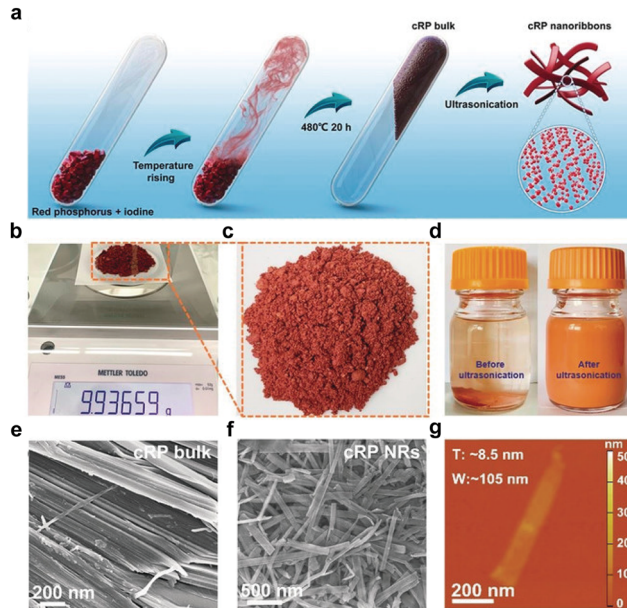 a
cRP bulk
cRP nanoribbons
480℃ 20 h
Ultrasonication
Temperature
rising
Red phosphorus + iodine
b
c
d
METTLER TOLEDO
9.93659 g
Before
ultrasonication
After
ultrasonication
e
cRP bulk
200 nm
f
cRP NRs
500 nm
g
T: ~8.5 nm
W:~105 nm
200 nm
nm
50
40
30
20
10
0